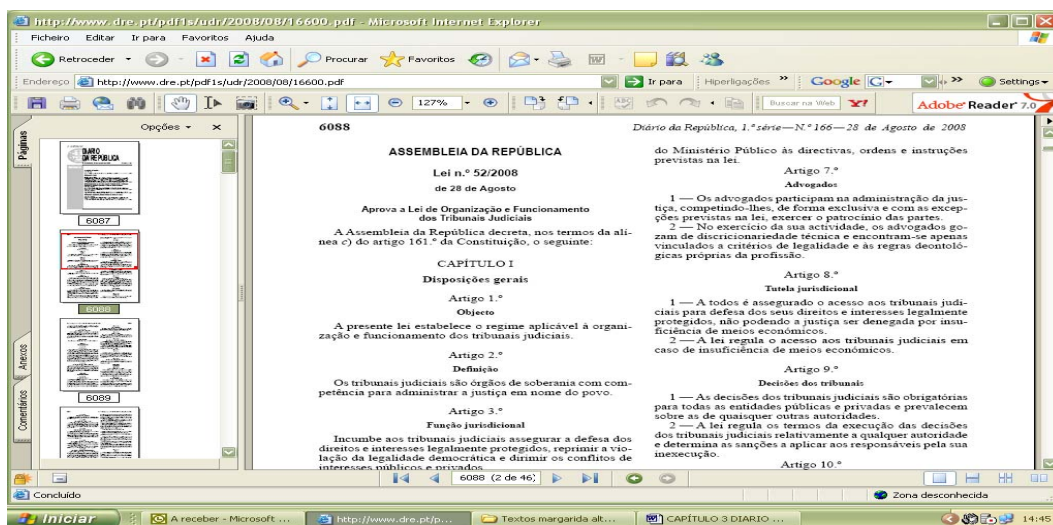 http://www.dre.pt/pdf1s/udr/2008/08/16600.pdf - Microsoft Internet Explorer
Ficheiro Editar Ir para Favoritos Ajuda
Retroceder Procurar Favoritos
Endereço http://www.dre.pt/pdf1s/udr/2008/08/16600.pdf Ir para Hiperligações » Google G » Settings
127% Buscar na Web Y! Adobe Reader 7.0
Páginas
Anexos
Comentários
Opções x
DIÁRIO
DA REPÚBLICA
6087
6088
6089
6088
ASSEMBLEIA DA REPÚBLICA
Lei n.º 52/2008
de 28 de Agosto
Aprova a Lei de Organização e Funcionamento
dos Tribunais Judiciais
A Assembleia da República decreta, nos termos da alí-
nea c) do artigo 161.º da Constituição, o seguinte:
CAPÍTULO I
Disposições gerais
Artigo 1.º
Objecto
A presente lei estabelece o regime aplicável à organi-
zação e funcionamento dos tribunais judiciais.
Artigo 2.º
Definição
Os tribunais judiciais são órgãos de soberania com com-
petência para administrar a justiça em nome do povo.
Artigo 3.º
Função jurisdicional
Incumbe aos tribunais judiciais assegurar a defesa dos
direitos e interesses legalmente protegidos, reprimir a vio-
lação da legalidade democrática e dirimir os conflitos de
interesses públicos e privados.
Diário da República, 1.ª série—N.º 166—28 de Agosto de 2008
do Ministério Público às directivas, ordens e instruções
previstas na lei.
Artigo 7.º
Advogados
1 — Os advogados participam na administração da jus-
tiça, competindo-lhes, de forma exclusiva e com as excep-
ções previstas na lei, exercer o patrocínio das partes.
2 — No exercício da sua actividade, os advogados go-
zam de discricionariedade técnica e encontram-se apenas
vinculados a critérios de legalidade e às regras deontoló-
gicas próprias da profissão.
Artigo 8.º
Tutela jurisdicional
1 — A todos é assegurado o acesso aos tribunais judi-
ciais para defesa dos seus direitos e interesses legalmente
protegidos, não podendo a justiça ser denegada por insu-
ficiência de meios económicos.
2 — A lei regula o acesso aos tribunais judiciais em
caso de insuficiência de meios económicos.
Artigo 9.º
Decisões dos tribunais
1 — As decisões dos tribunais judiciais são obrigatórias
para todas as entidades públicas e privadas e prevalecem
sobre as de quaisquer outras autoridades.
2 — A lei regula os termos da execução das decisões
dos tribunais judiciais relativamente a qualquer autoridade
e determina as sanções a aplicar aos responsáveis pela sua
inexecução.
Artigo 10.º
6088 (2 de 46)
Concluído Zona desconhecida
Iniciar A receber - Microsoft ... http://www.dre.pt/p... Textos margarida alt... CAPÍTULO 3 DIARIO ... 14:45